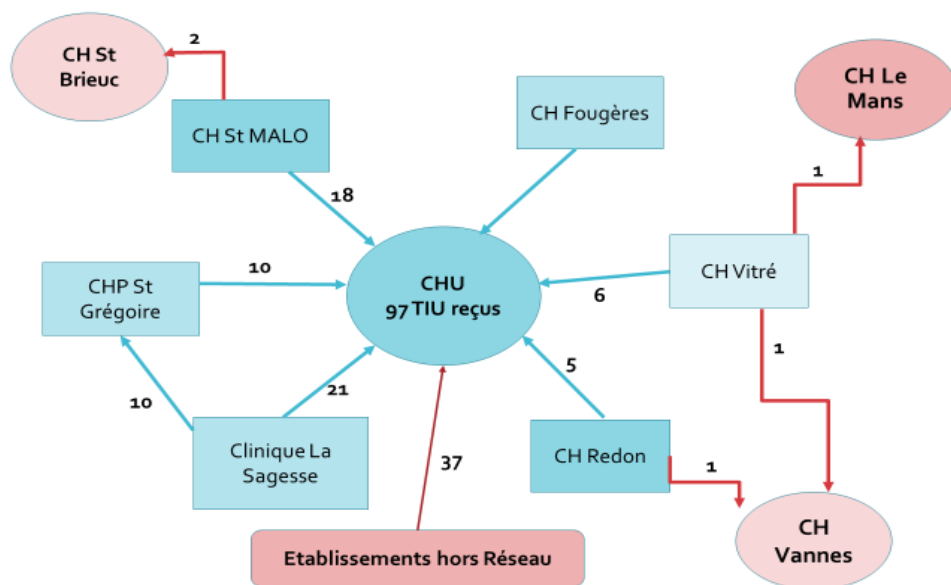 2
CH St
Brieuc
CH Le
Mans
CH St MALO
CH Fougères
1
18
CHP St
Grégoire
10
CHU
97 TIU reçus
6
CH Vitré
1
10
21
5
Clinique La
Sagesse
37
CH Redon
1
Etablissements hors Réseau
CH
Vannes